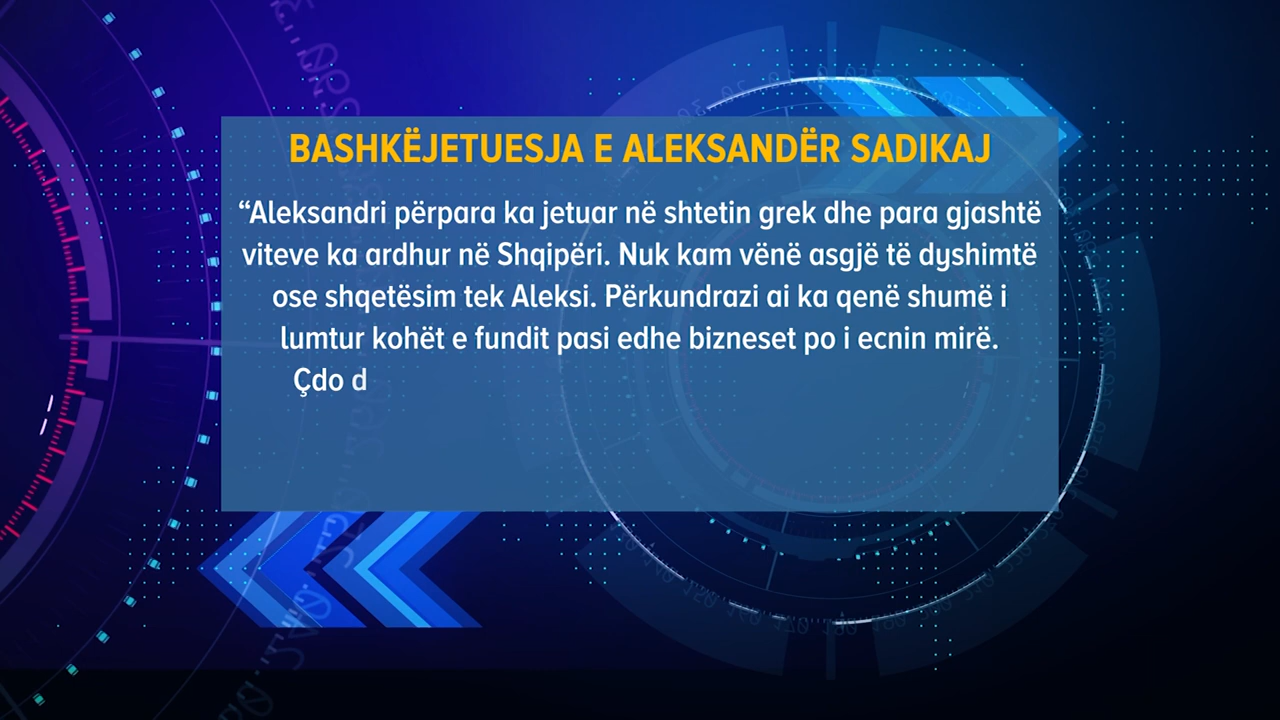 BASHKËJETUESJA E ALEKSANDËR SADIKAJ
“Aleksandri përpara ka jetuar në shtetin grek dhe para gjashtë
viteve ka ardhur në Shqipëri. Nuk kam vënë asgjë të dyshimtë
ose shqetësim tek Aleksi. Përkundrazi ai ka qenë shumë i
lumtur kohët e fundit pasi edhe bizneset po i ecnin mirë.
Çdo d